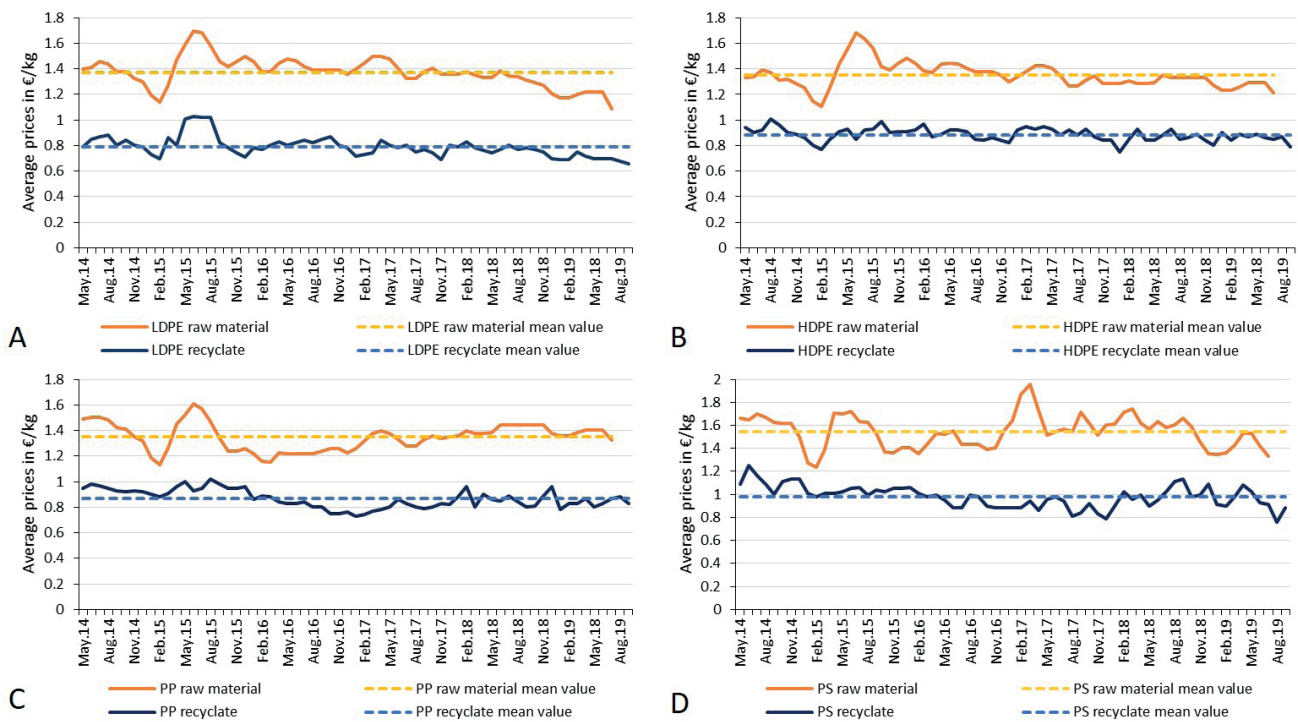 Average prices in €/kg
1.8
1.6
1.4
1.2
1
0.8
0.6
0.4
0.2
0
May.14
Aug.14
Nov.14
Feb.15
May.15
Aug.15
Nov.15
Feb.16
May.16
Aug.16
Nov.16
Feb.17
May.17
Aug.17
Nov.17
Feb.18
May.18
Aug.18
Nov.18
Feb.19
May.18
Aug.19
A
LDPE raw material LDPE raw material mean value
LDPE recyclate LDPE recyclate mean value
Average prices in €/kg
1.8
1.6
1.4
1.2
1
0.8
0.6
0.4
0.2
0
May.14
Aug.14
Nov.14
Feb.15
May.15
Aug.15
Nov.15
Feb.16
May.16
Aug.16
Nov.16
Feb.17
May.17
Aug.17
Nov.17
Feb.18
May.18
Aug.18
Nov.18
Feb.19
May.18
Aug.19
B
HDPE raw material HDPE raw material mean value
HDPE recyclate HDPE recyclate mean value
Average prices in €/kg
1.8
1.6
1.4
1.2
1
0.8
0.6
0.4
0.2
0
May.14
Aug.14
Nov.14
Feb.15
May.15
Aug.15
Nov.15
Feb.16
May.16
Aug.16
Nov.16
Feb.17
May.17
Aug.17
Nov.17
Feb.18
May.18
Aug.18
Nov.18
Feb.19
May.18
Aug.19
C
PP raw material PP raw material mean value
PP recyclate PP recyclate mean value
Average prices in €/kg
2
1.8
1.6
1.4
1.2
1
0.8
0.6
0.4
0.2
0
May.14
Aug.14
Nov.14
Feb.15
May.15
Aug.15
Nov.15
Feb.16
May.16
Aug.16
Nov.16
Feb.17
May.17
Aug.17
Nov.17
Feb.18
May.18
Aug.18
Nov.18
Feb.19
May.19
Aug.19
D
PS raw material PS raw material mean value
PS recyclate PS recyclate mean value